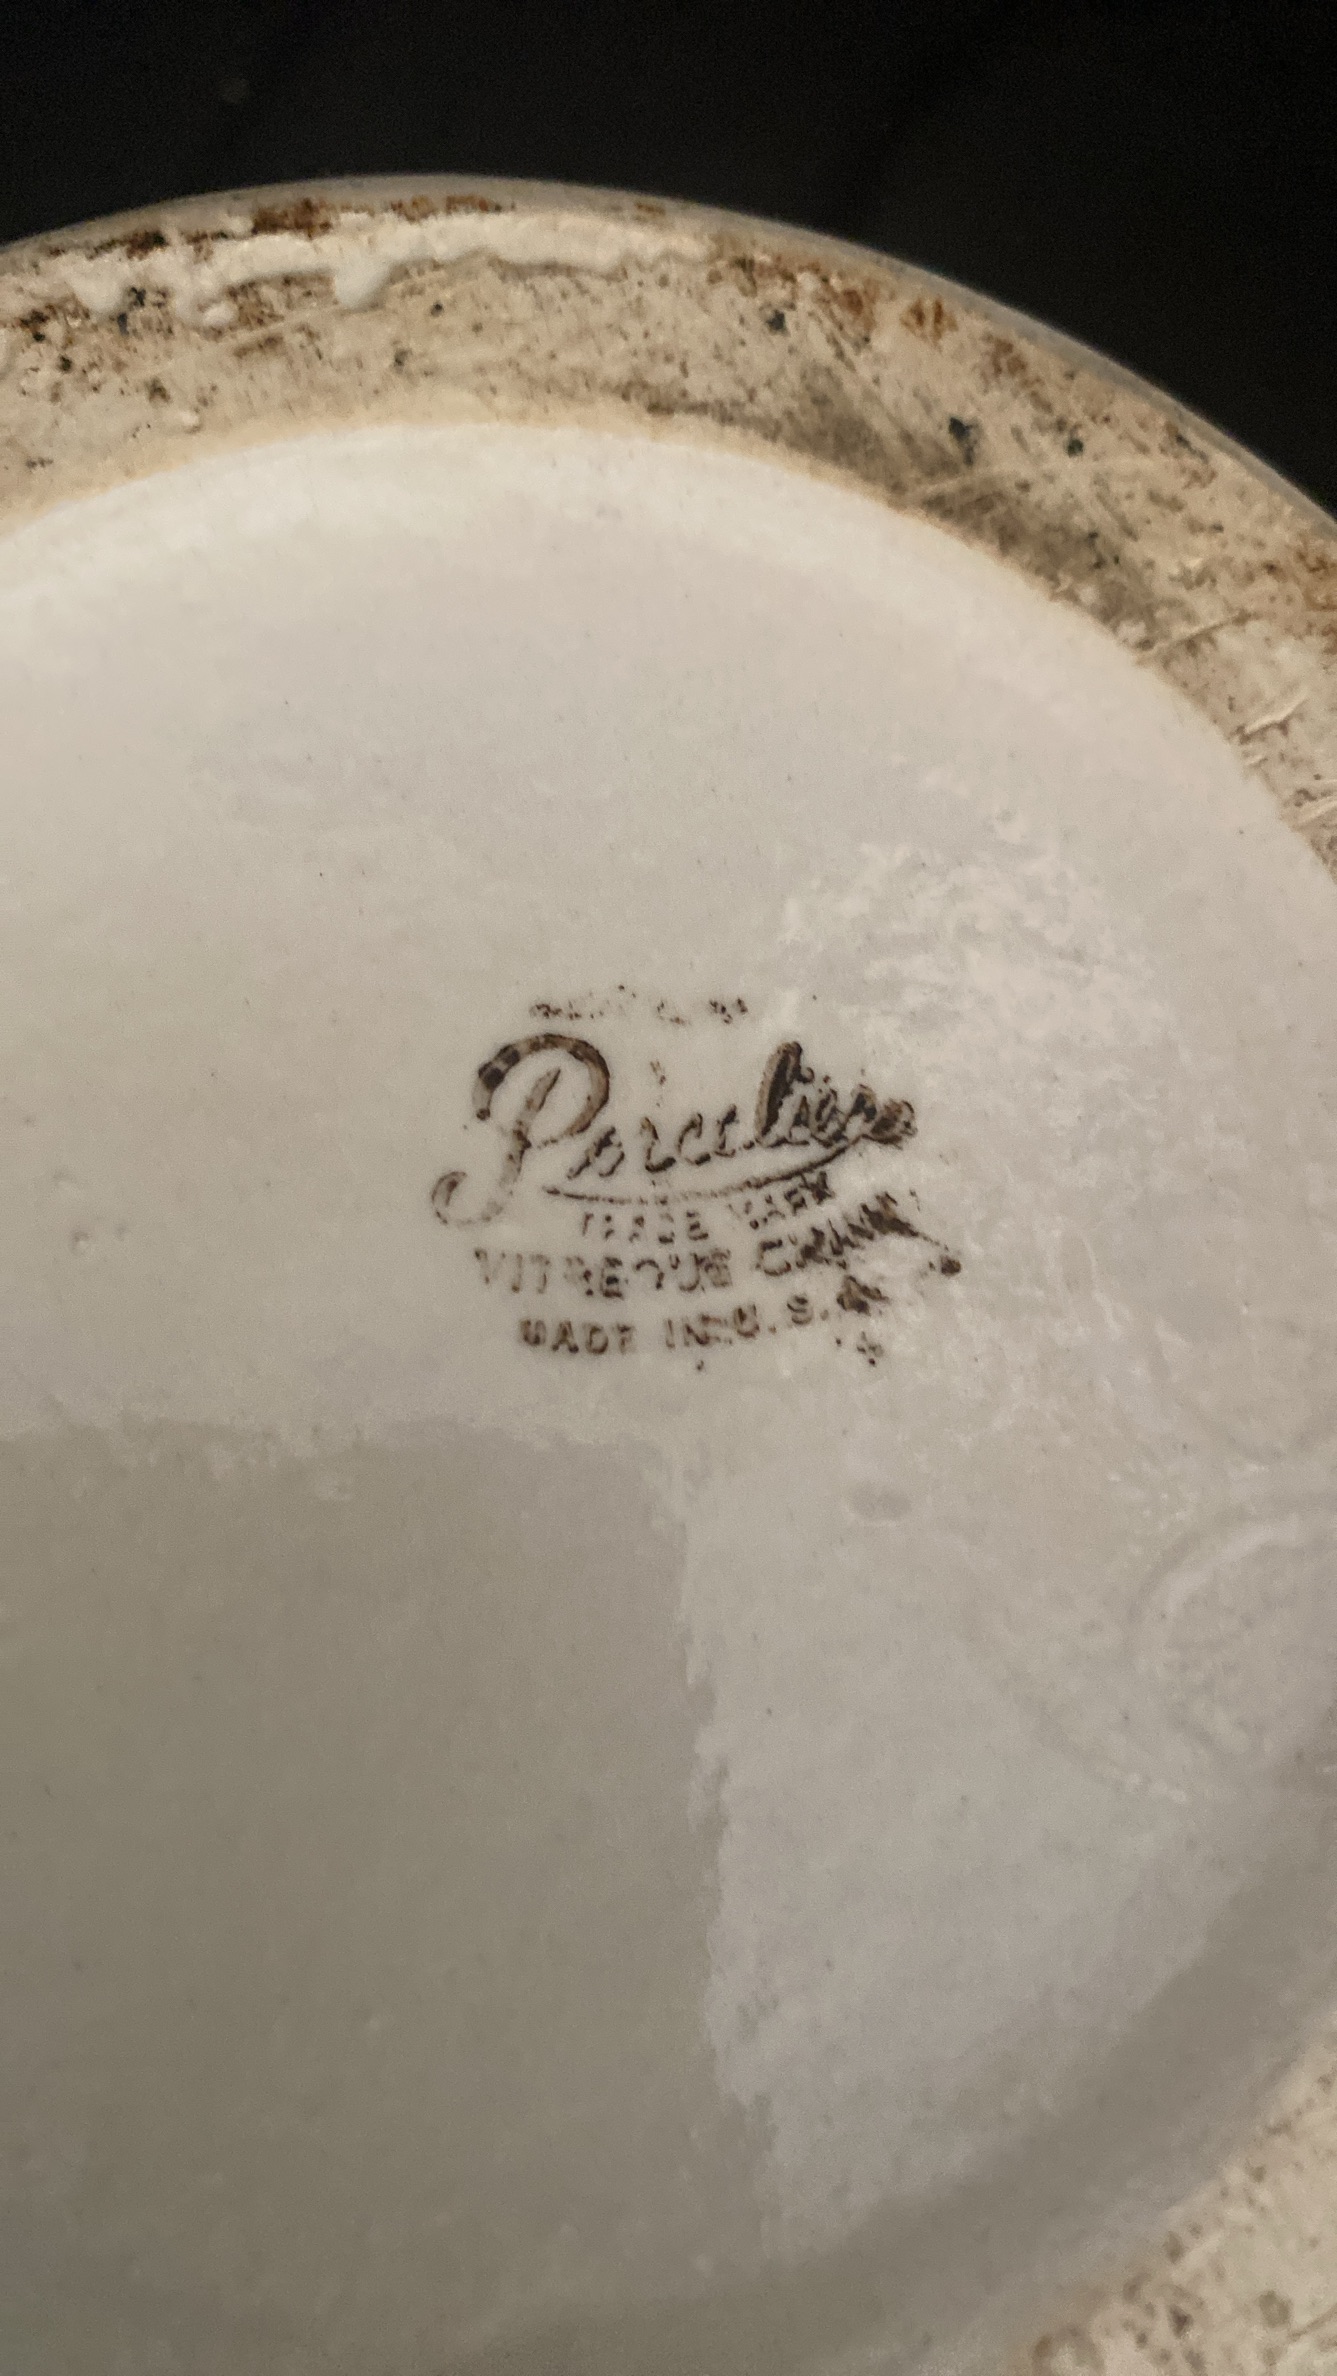 Porcelier
TRADE MARK
VITREOUS CHINA
MADE IN U.S.A.